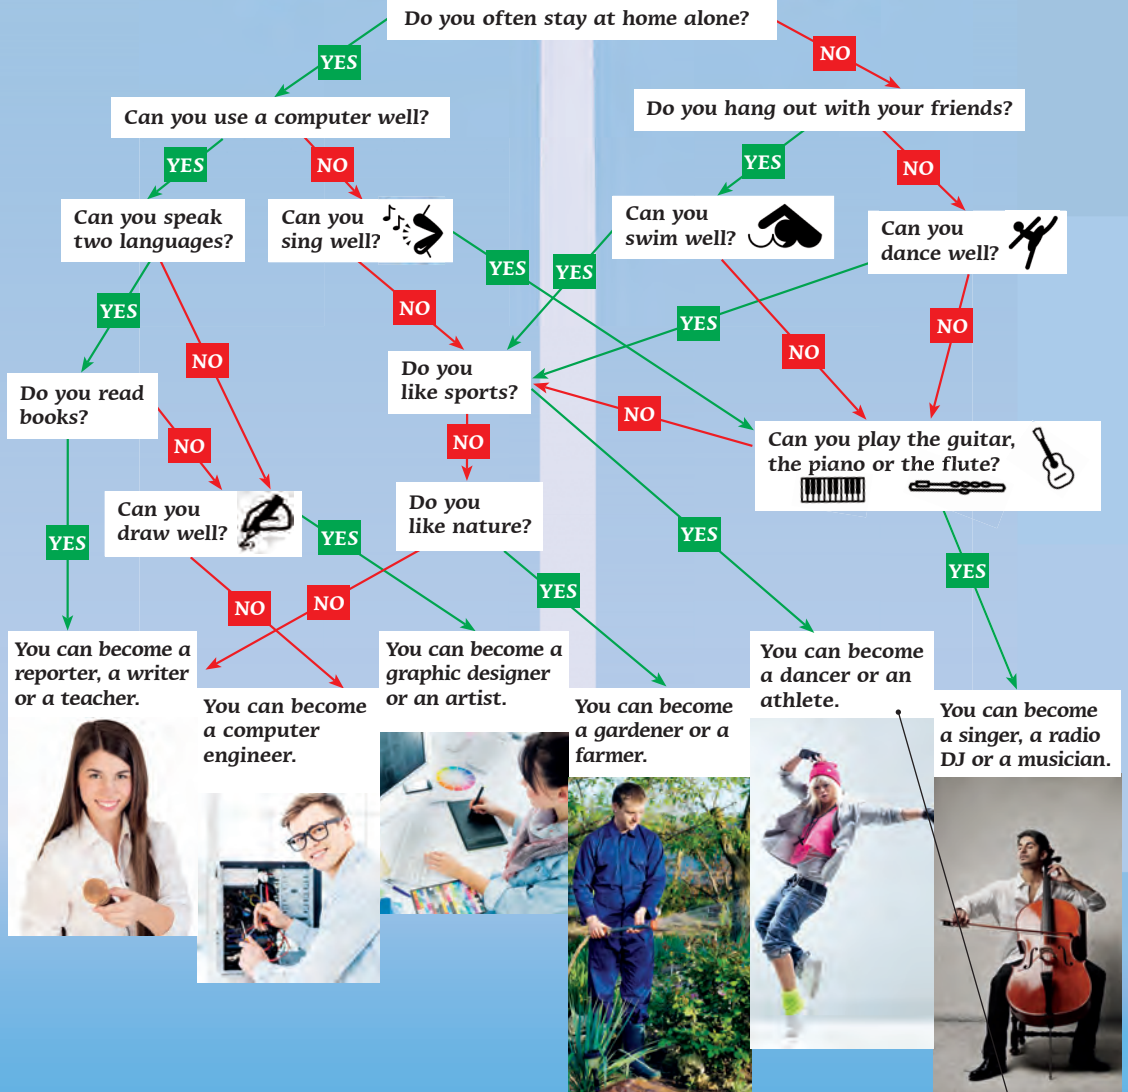 Do you often stay at home alone?
YES
NO
Can you use a computer well?
Do you hang out with your friends?
YES
NO
YES
NO
Can you speak
two languages?
Can you
sing well?
Can you
swim well?
Can you
dance well?
YES
YES
YES
NO
YES
NO
NO
NO
NO
Do you
like sports?
Do you read
books?
NO
NO
NO
Can you play the guitar,
the piano or the flute?
Can you
draw well?
Do you
like nature?
YES
YES
YES
YES
YES
NO
NO
You can become a
reporter, a writer
or a teacher.
You can become
a computer
engineer.
You can become a
graphic designer
or an artist.
You can become
a gardener or a
farmer.
You can become
a dancer or an
athlete.
You can become
a singer, a radio
DJ or a musician.